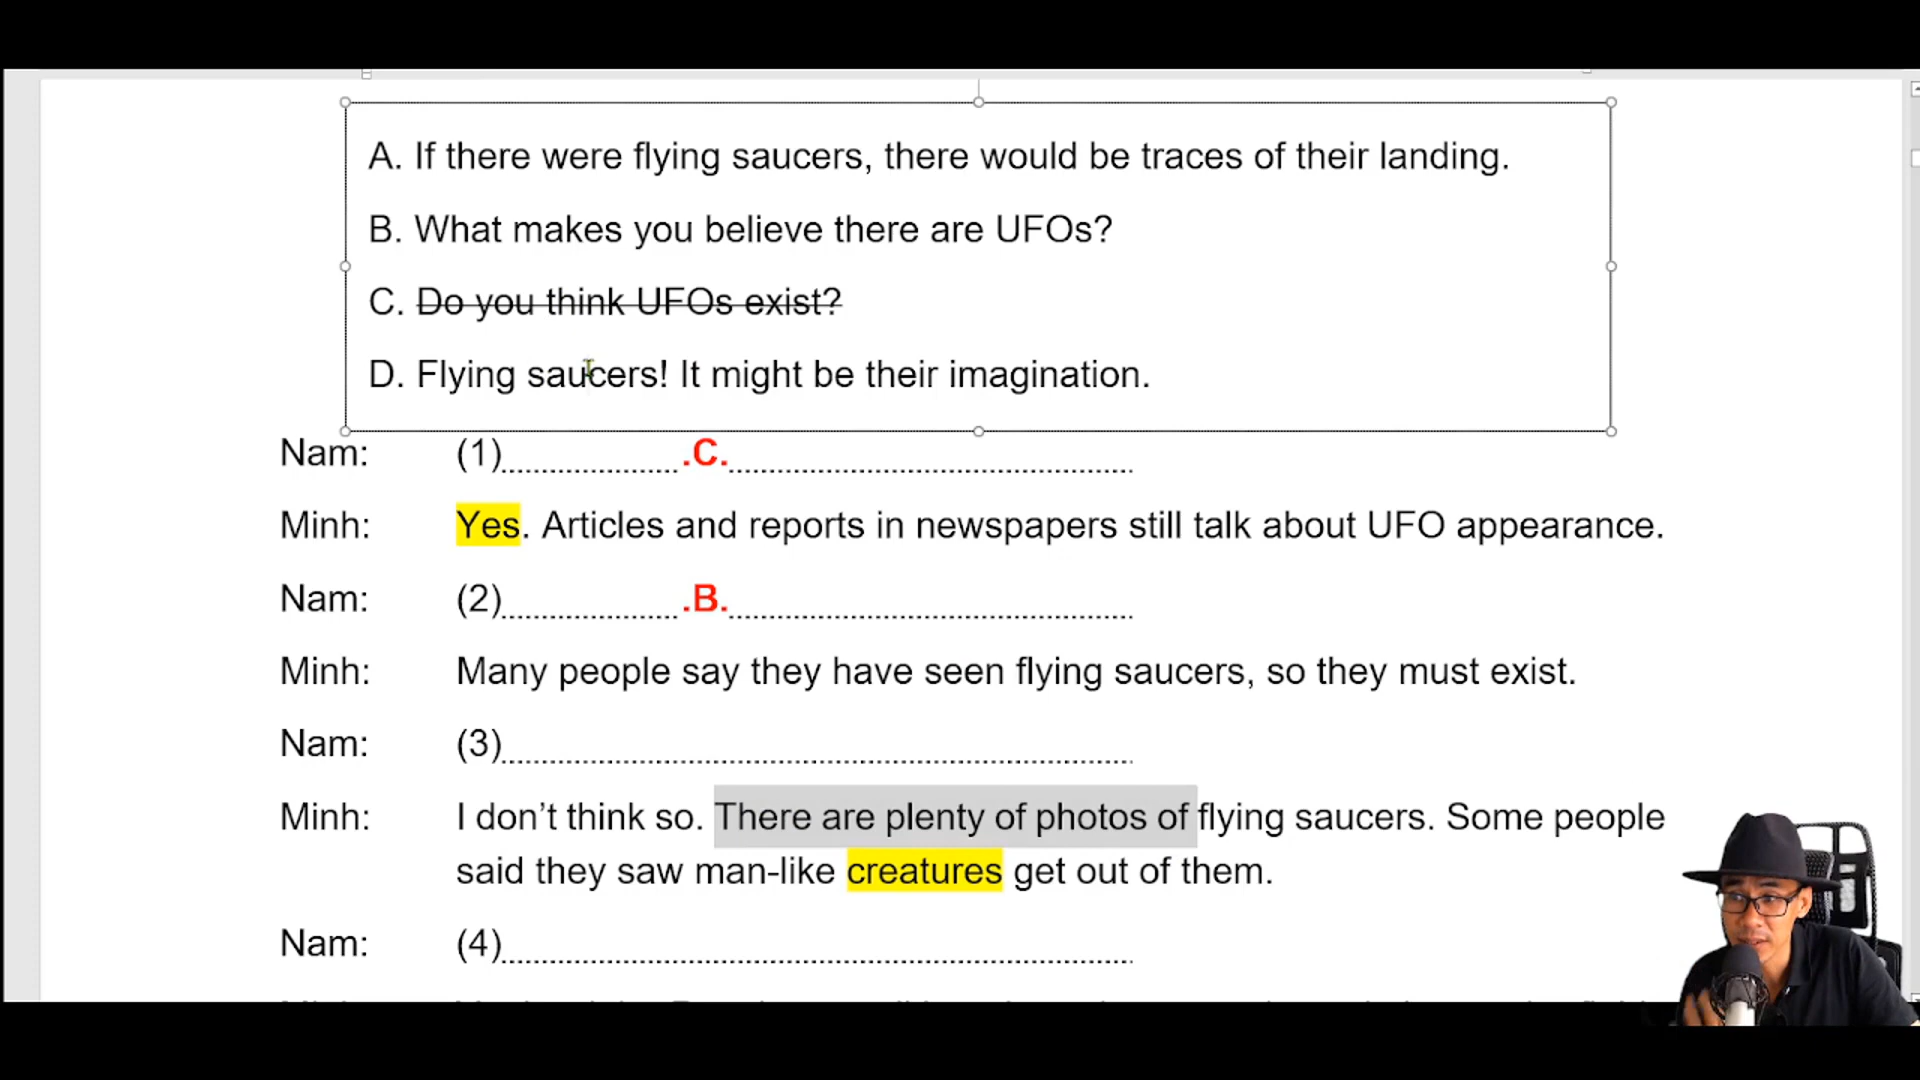 A. If there were flying saucers, there would be traces of their landing.
B. What makes you believe there are UFOs?
C. Do you think UFOs exist?
D. Flying saucers! It might be their imagination.
Nam: (1)....................C..........................................
Minh: Yes. Articles and reports in newspapers still talk about UFO appearance.
Nam: (2)....................B..........................................
Minh: Many people say they have seen flying saucers, so they must exist.
Nam: (3)................................................................
Minh: I don’t think so. There are plenty of photos of flying saucers. Some people
said they saw man-like creatures get out of them.
Nam: (4)................................................................